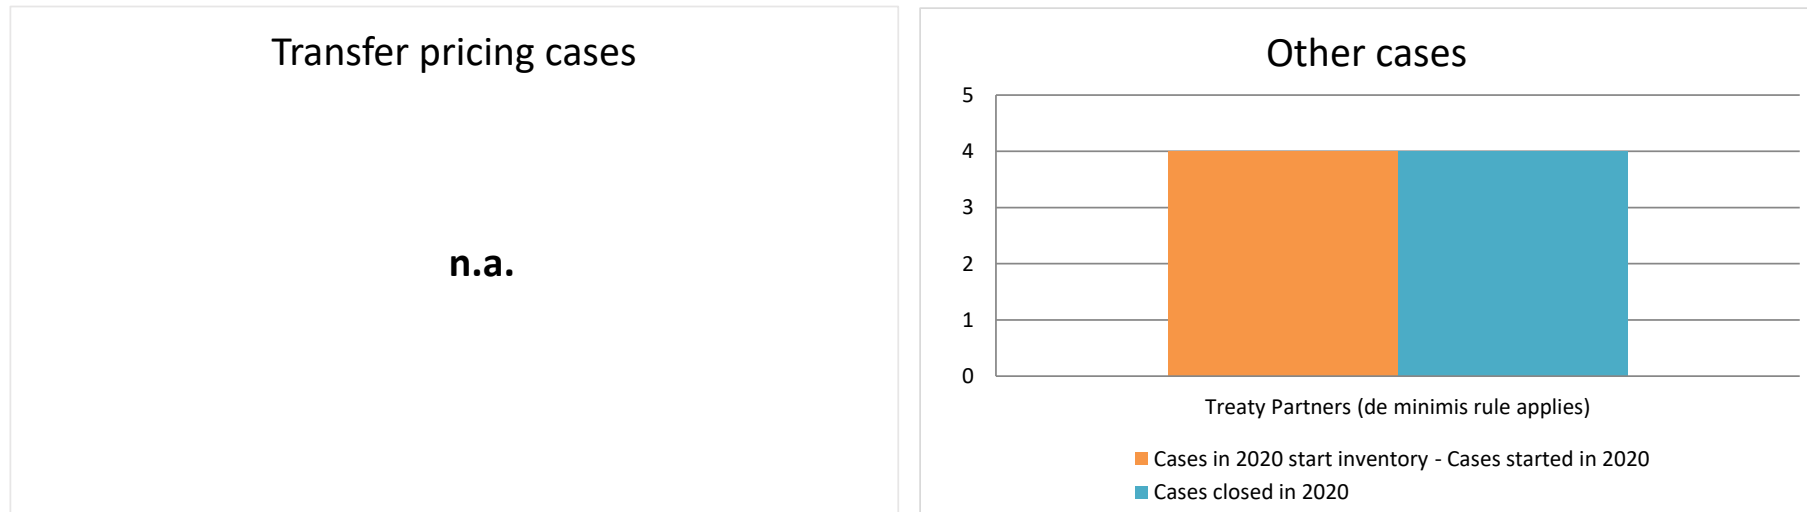 Transfer pricing cases
n.a.
Other cases
5
4
3
2
1
0
Treaty Partners (de minimis rule applies)
Cases in 2020 start inventory - Cases started in 2020
Cases closed in 2020